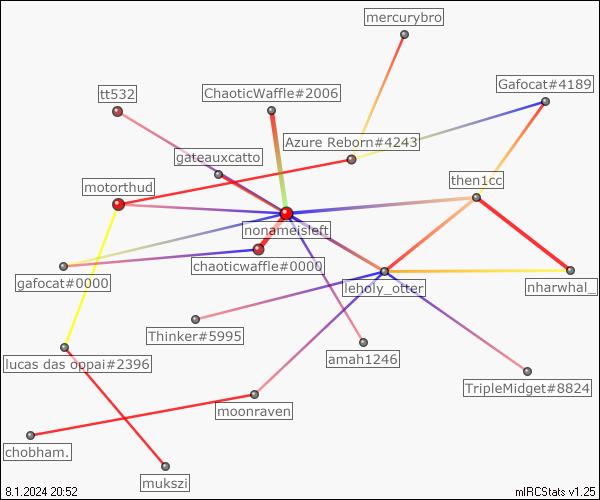 mercurybro
Gafocat#4189
tt532
ChaoticWaffle#2006
Azure Reborn#4243
gateauxcatto
then1cc
motorthud
nonameisleft
chaoticwaffle#0000
gafocat#0000
leholy_otter
nharwhal_
Thinker#5995
amah1246
lucas das oppai#2396
TripleMidget#8824
moonraven
chobham.
mukszi
8.1.2024 20:52
mIRCStats v1.25